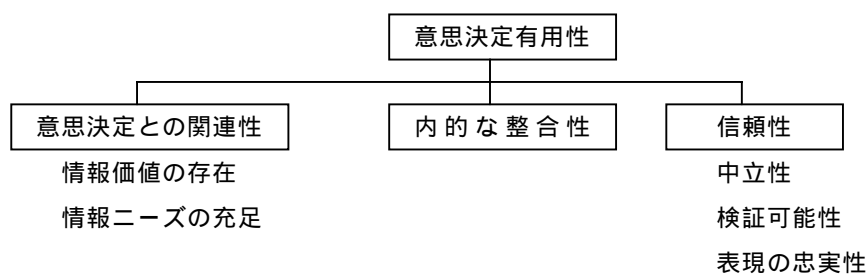 意思決定有用性
意思決定との関連性
内的な整合性
信頼性
情報価値の存在
中立性
情報ニーズの充足
検証可能性
表現の忠実性